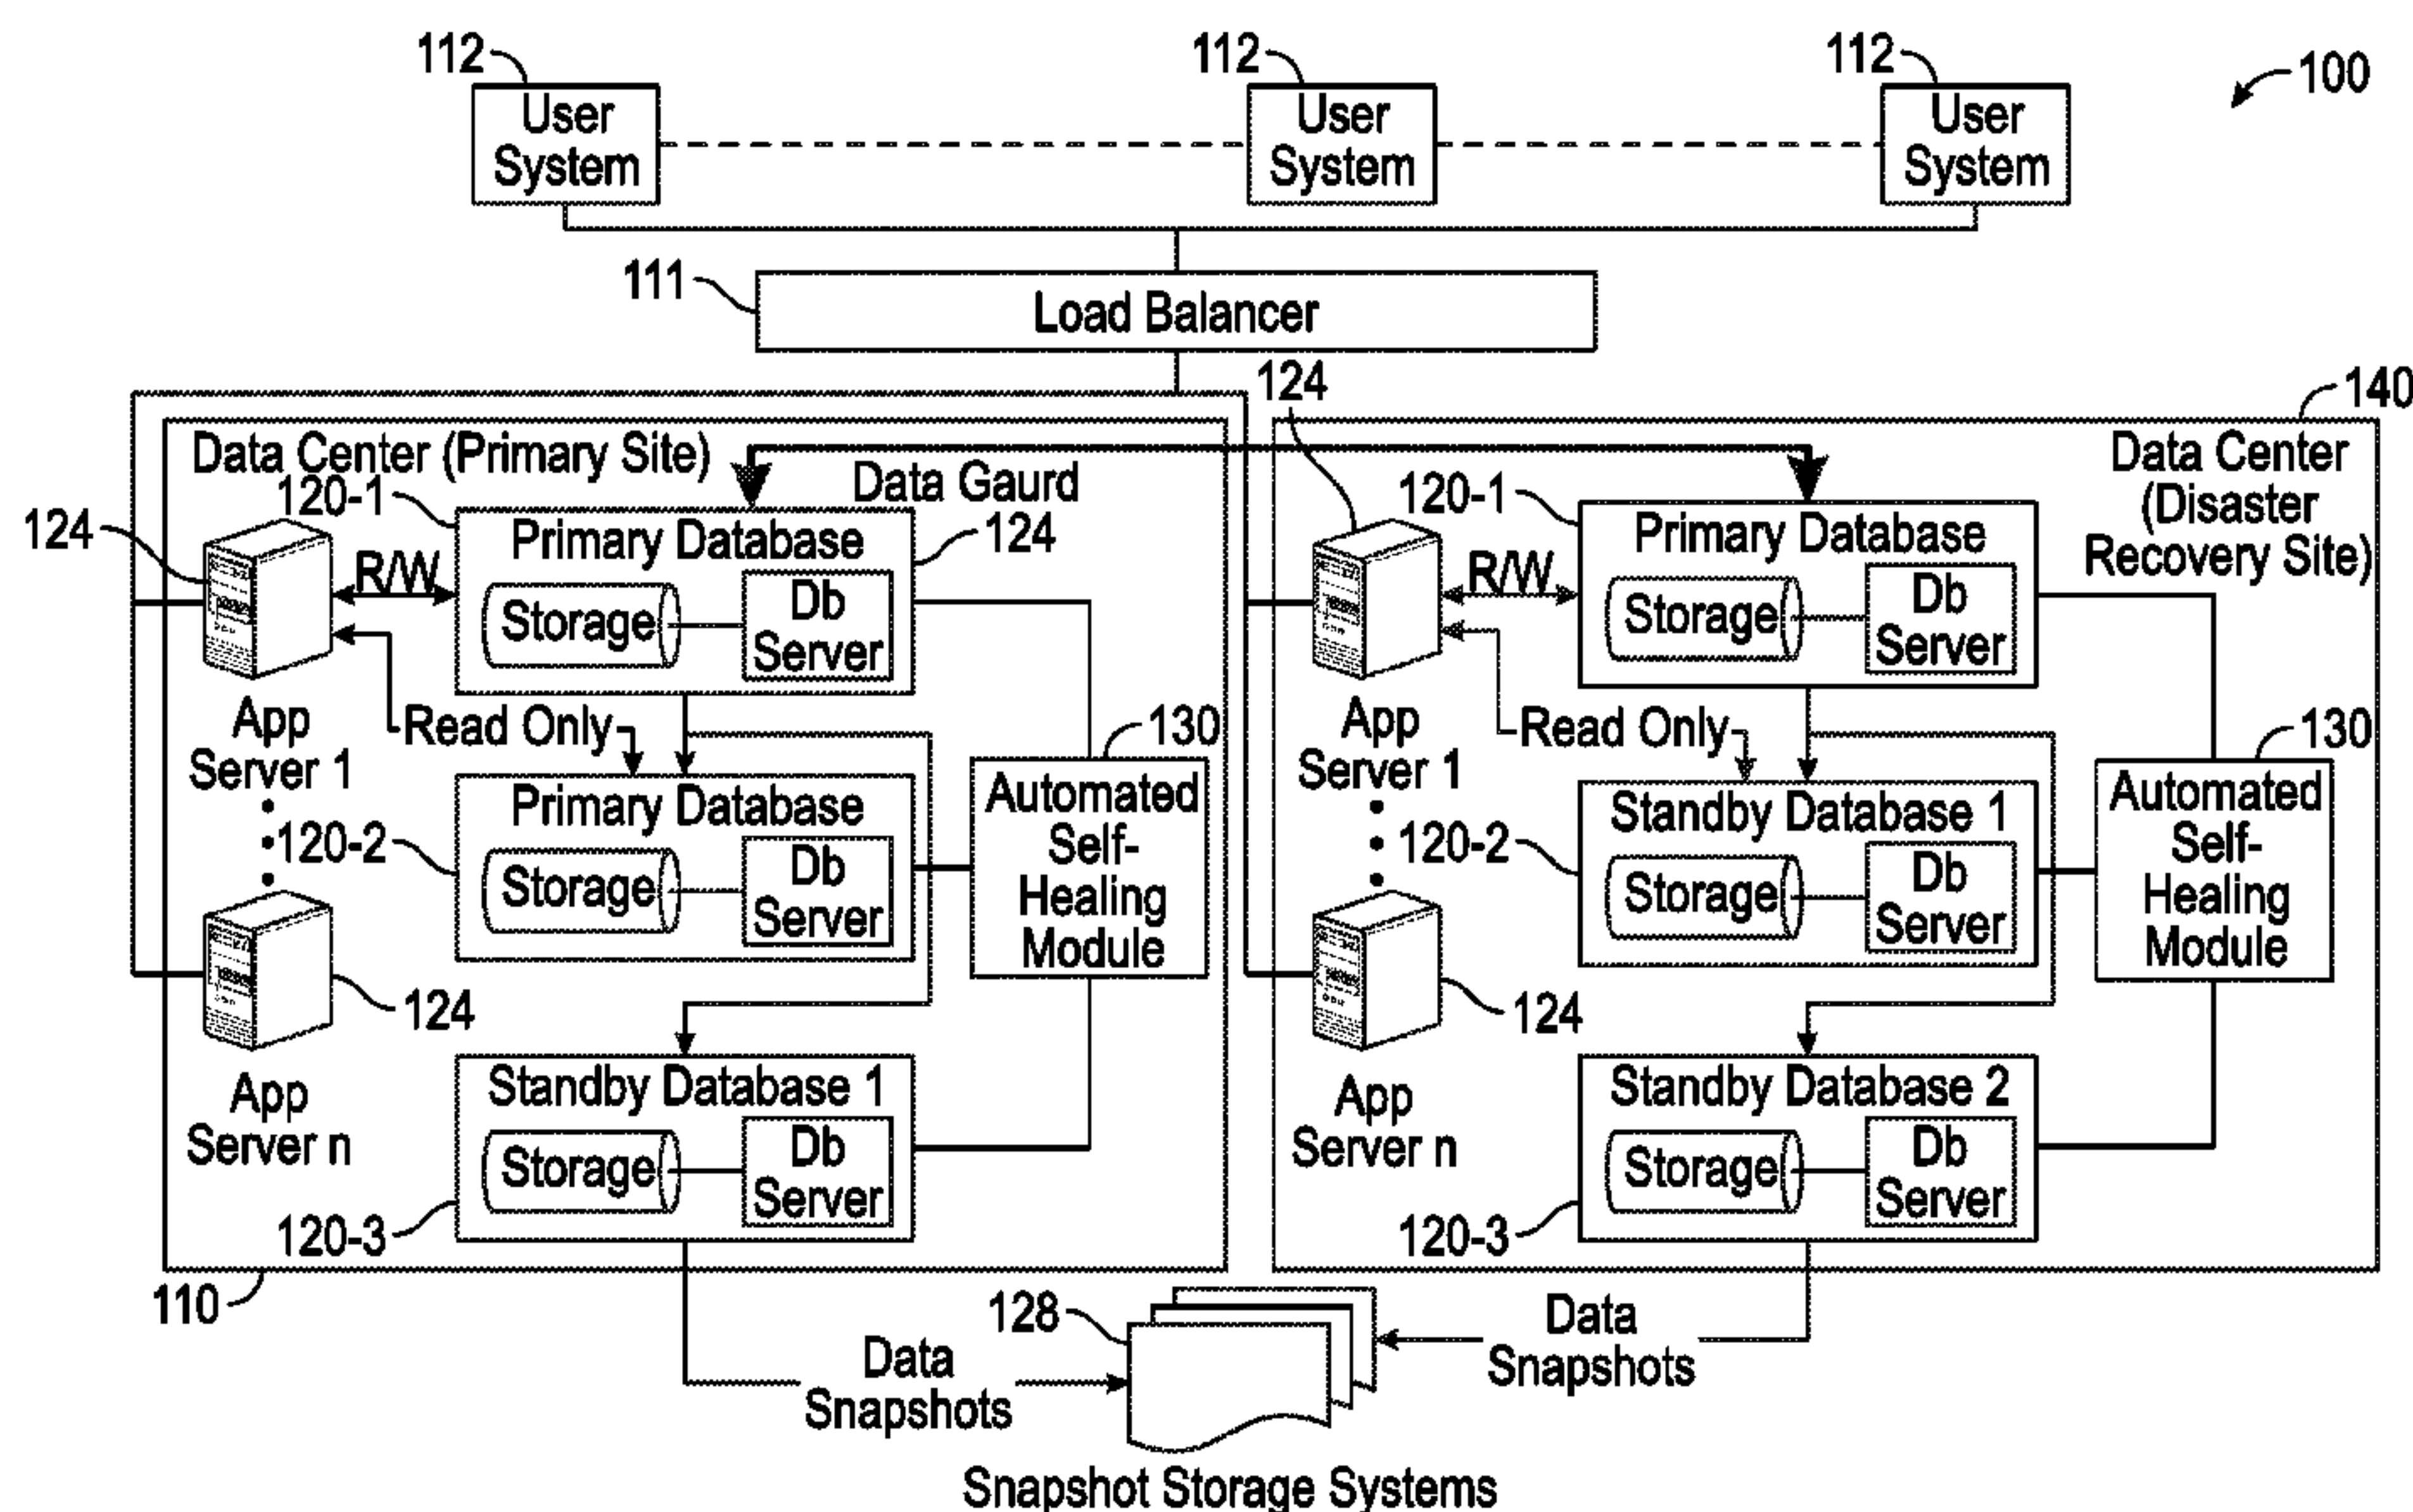 112
112
112
100
User
System
User
System
User
System
111
Load Balancer
124
140
Data Center (Primary Site)
Data Gaurd
120-1
124
124
Primary Database
R/W
Storage
Db
Server
App
Server 1
Read Only
130
Primary Database
120-2
Storage
Db
Server
Automated
Self-
Healing
Module
124
App
Server n
Standby Database 1
Storage
Db
Server
120-3
110
Data Center
(Disaster
Recovery Site)
120-1
Primary Database
R/W
Storage
Db
Server
App
Server 1
Read Only
130
Standby Database 1
120-2
Storage
Db
Server
Automated
Self-
Healing
Module
124
App
Server n
Standby Database 2
Storage
Db
Server
120-3
128
Data
Snapshots
Data
Snapshots
Snapshot Storage Systems